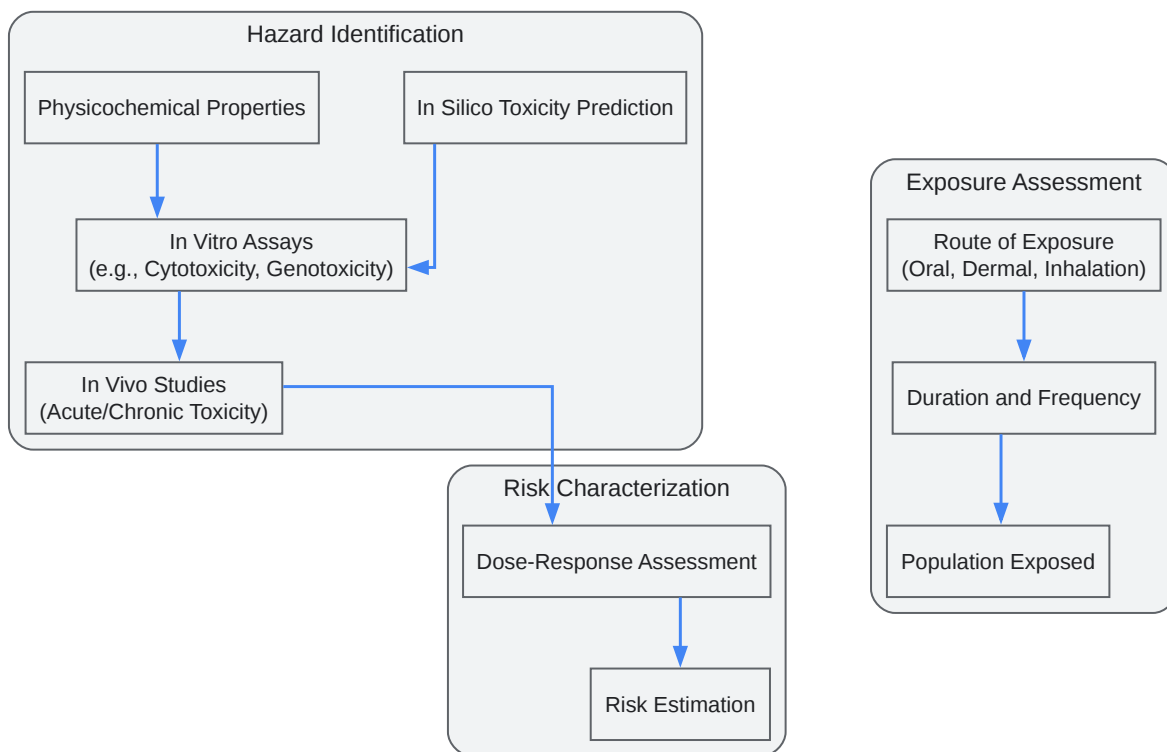 Hazard Identification
Physicochemical Properties
In Silico Toxicity Prediction
In Vitro Assays
(e.g., Cytotoxicity, Genotoxicity)
In Vivo Studies
(Acute/Chronic Toxicity)
Exposure Assessment
Route of Exposure
(Oral, Dermal, Inhalation)
Duration and Frequency
Population Exposed
Risk Characterization
Dose-Response Assessment
Risk Estimation